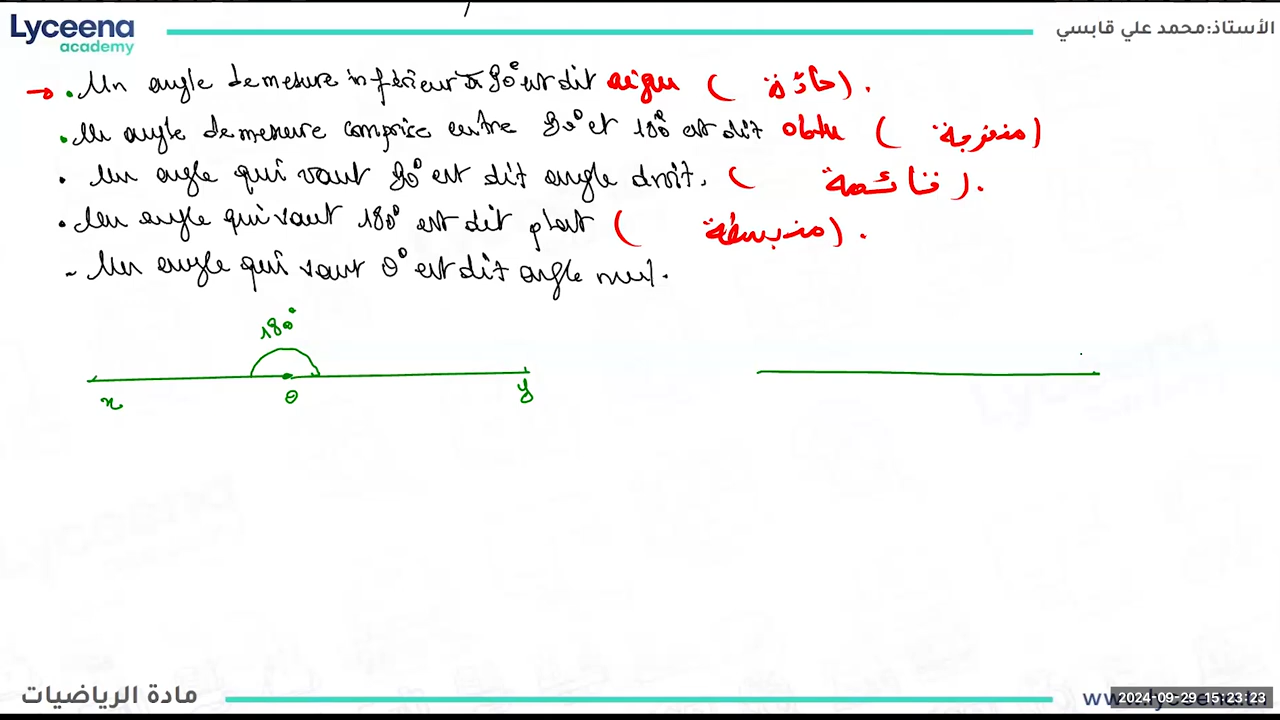 Lyceena
academy
الأستاذ:محمد علي قابسي
→ • Un angle de mesure inférieur à 90° est dit aigu (حادّة).
• Un angle de mesure comprise entre 90° et 180° est dit obtu (منفرجة)
• Un angle qui vaut 90° est dit angle droit. (قائمة).
• Un angle qui vaut 180° est dit plat (منبسطة).
- Un angle qui vaut 0° est dit angle nul.
180°
x O y
مادة الرياضيات
2024-09-29 15:23:23